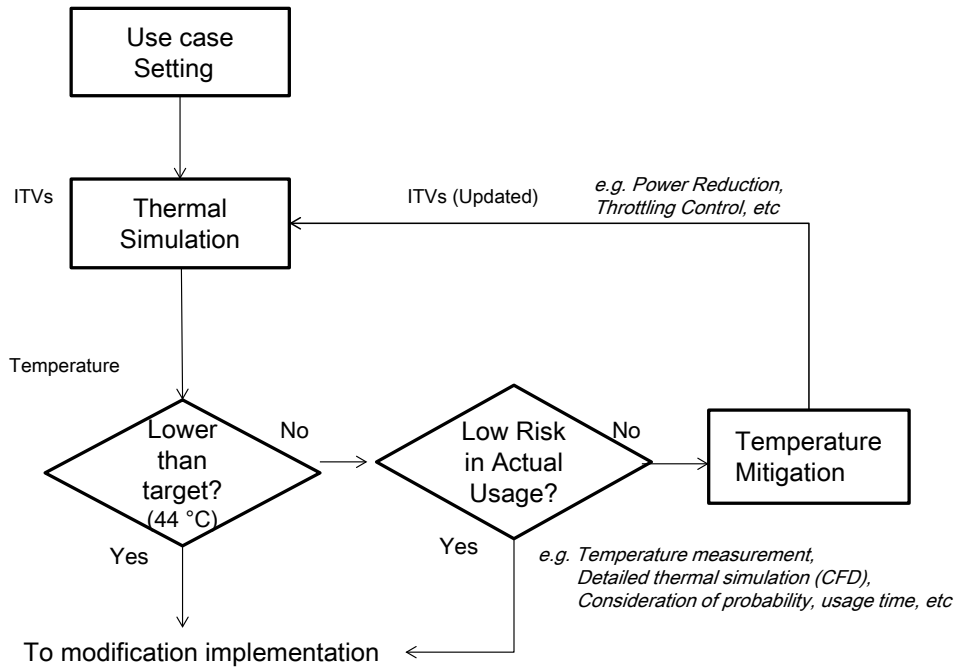 Use case
Setting
ITVs
Thermal
Simulation
ITVs (Updated)
e.g. Power Reduction,
Throttling Control, etc
Temperature
Lower
than
target?
(44 °C)
No
Yes
Low Risk
in Actual
Usage?
No
Yes
Temperature
Mitigation
e.g. Temperature measurement,
Detailed thermal simulation (CFD),
Consideration of probability, usage time, etc
To modification implementation